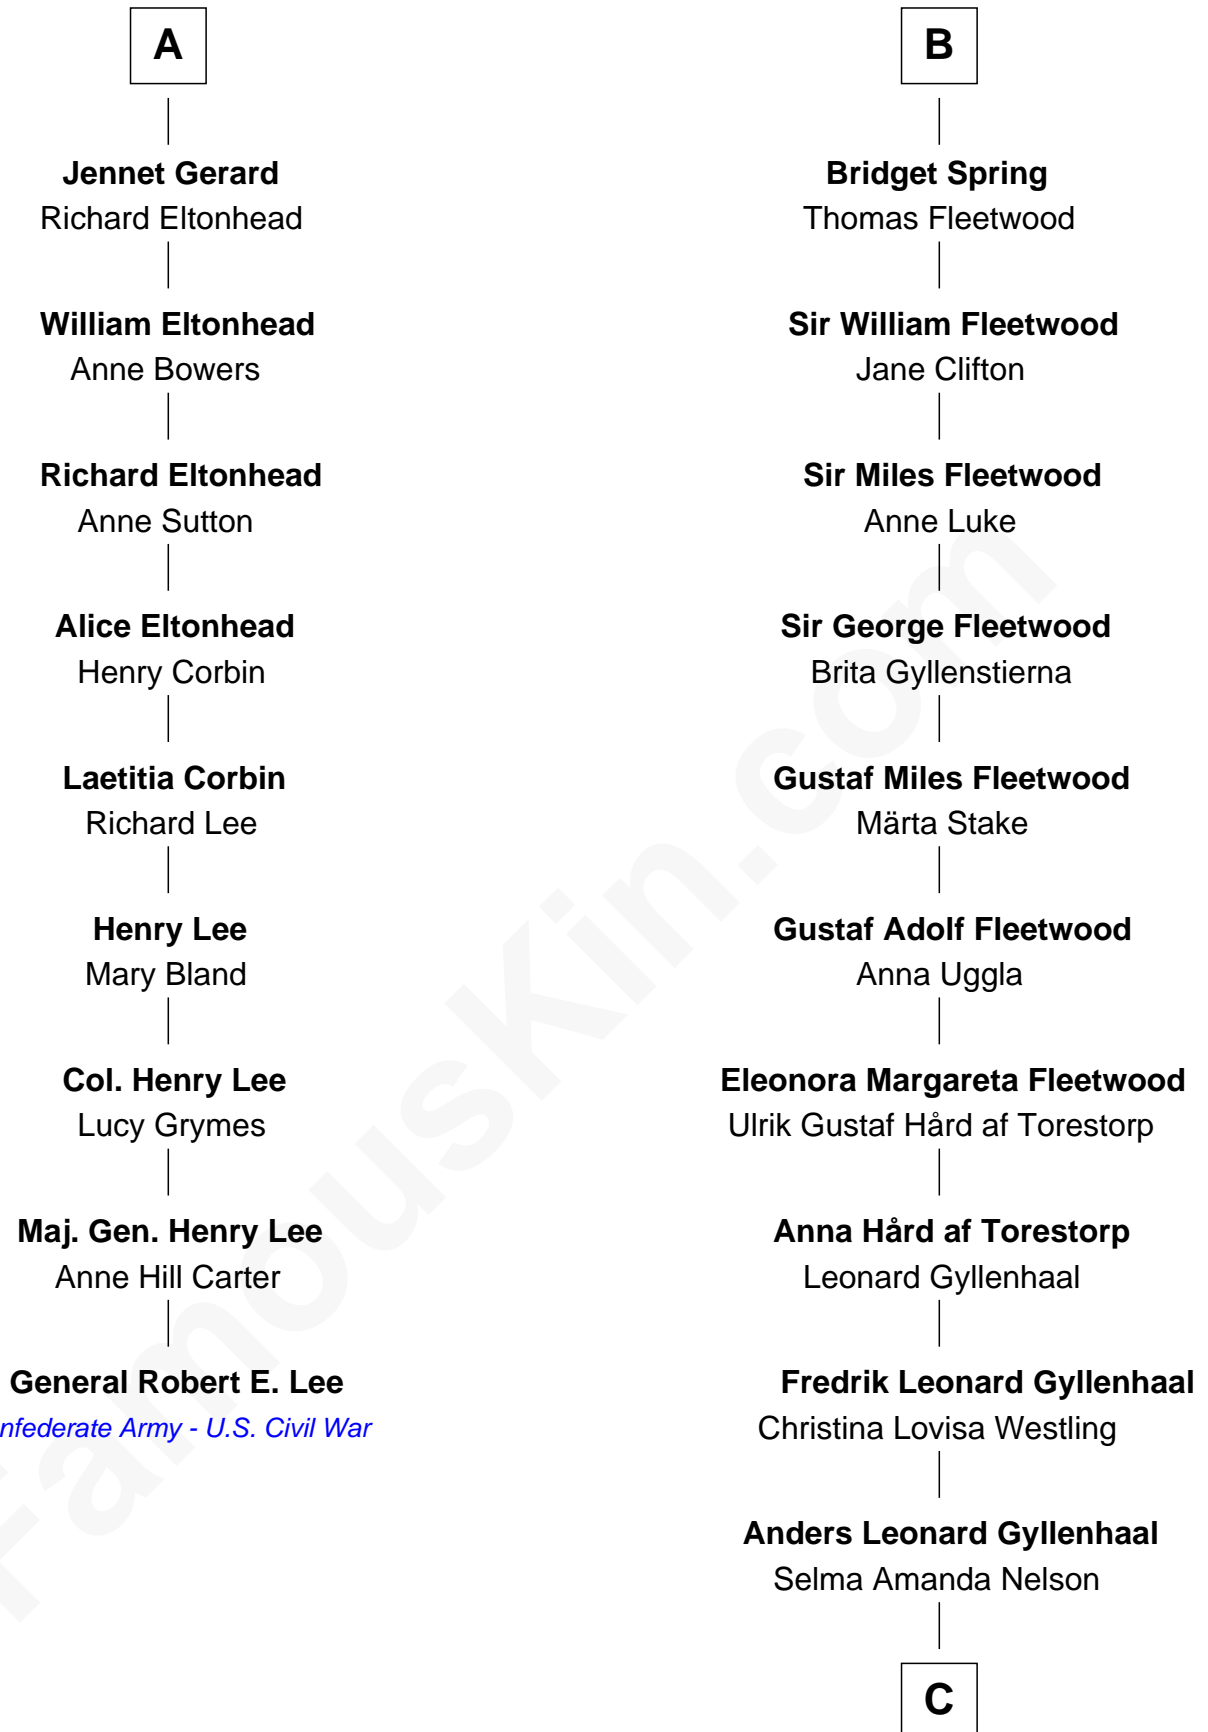 A
Jennet Gerard
Richard Eltonhead
William Eltonhead
Anne Bowers
Richard Eltonhead
Anne Sutton
Alice Eltonhead
Henry Corbin
Laetitia Corbin
Richard Lee
Henry Lee
Mary Bland
Col. Henry Lee
Lucy Grymes
Maj. Gen. Henry Lee
Anne Hill Carter
General Robert E. Lee
nfederate Army - U.S. Civil War
B
Bridget Spring
Thomas Fleetwood
Sir William Fleetwood
Jane Clifton
Sir Miles Fleetwood
Anne Luke
Sir George Fleetwood
Brita Gyllenstierna
Gustaf Miles Fleetwood
Märta Stake
Gustaf Adolf Fleetwood
Anna Uggla
Eleonora Margareta Fleetwood
Ulrik Gustaf Hård af Torestorp
Anna Hård af Torestorp
Leonard Gyllenhaal
Fredrik Leonard Gyllenhaal
Christina Lovisa Westling
Anders Leonard Gyllenhaal
Selma Amanda Nelson
C
FamousKin.com